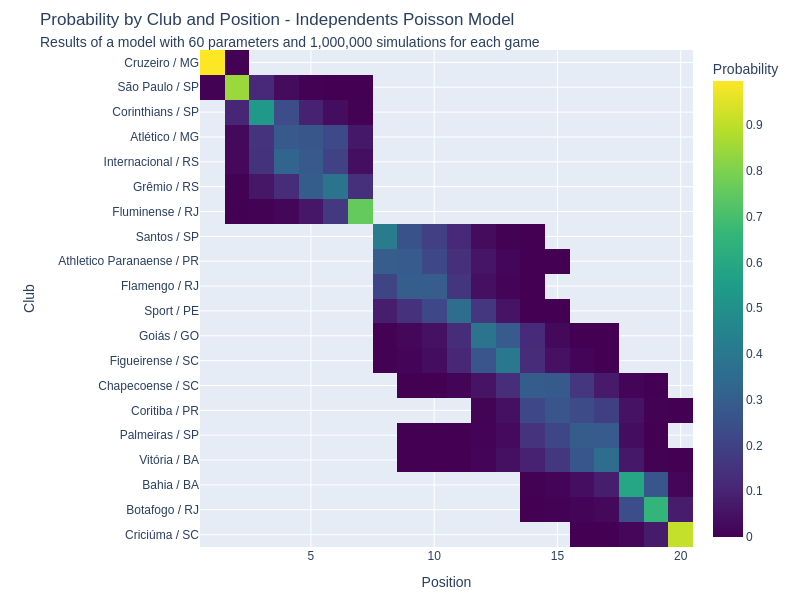 Probability by Club and Position - Independents Poisson Model
Results of a model with 60 parameters and 1,000,000 simulations for each game
Probability
Club
Cruzeiro / MG
São Paulo / SP
Corinthians / SP
Atlético / MG
Internacional / RS
Grêmio / RS
Fluminense / RJ
Santos / SP
Athletico Paranaense / PR
Flamengo / RJ
Sport / PE
Goiás / GO
Figueirense / SC
Chapecoense / SC
Coritiba / PR
Palmeiras / SP
Vitória / BA
Bahia / BA
Botafogo / RJ
Criciúma / SC
5
10
15
20
Position
0.9
0.8
0.7
0.6
0.5
0.4
0.3
0.2
0.1
0